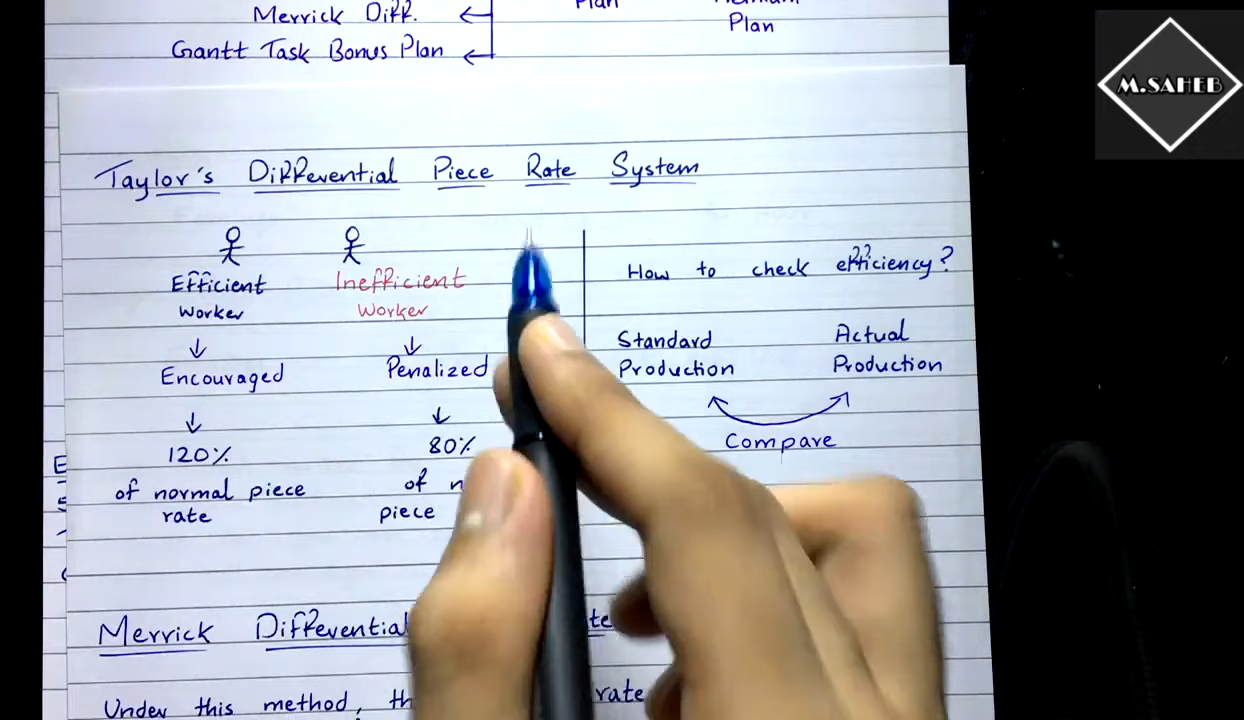 Merrick Diff.
Gantt Task Bonus Plan
Plan
Plan
M.SAHEB
Taylor's Differential Piece Rate System
Efficient Worker
Inefficient Worker
Encouraged
Penalized
120%
of normal piece rate
80%
of n
piece
How to check efficiency?
Standard Production
Actual Production
Compare
Merrick Differential
te
Under this method, th
rate